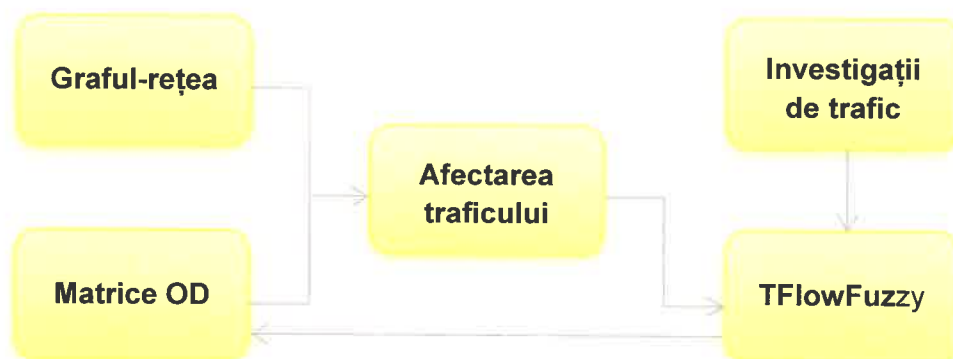 Graful-rețea
Investigații
de trafic
Afectarea
traficului
Matrice OD
TFlowFuzzy